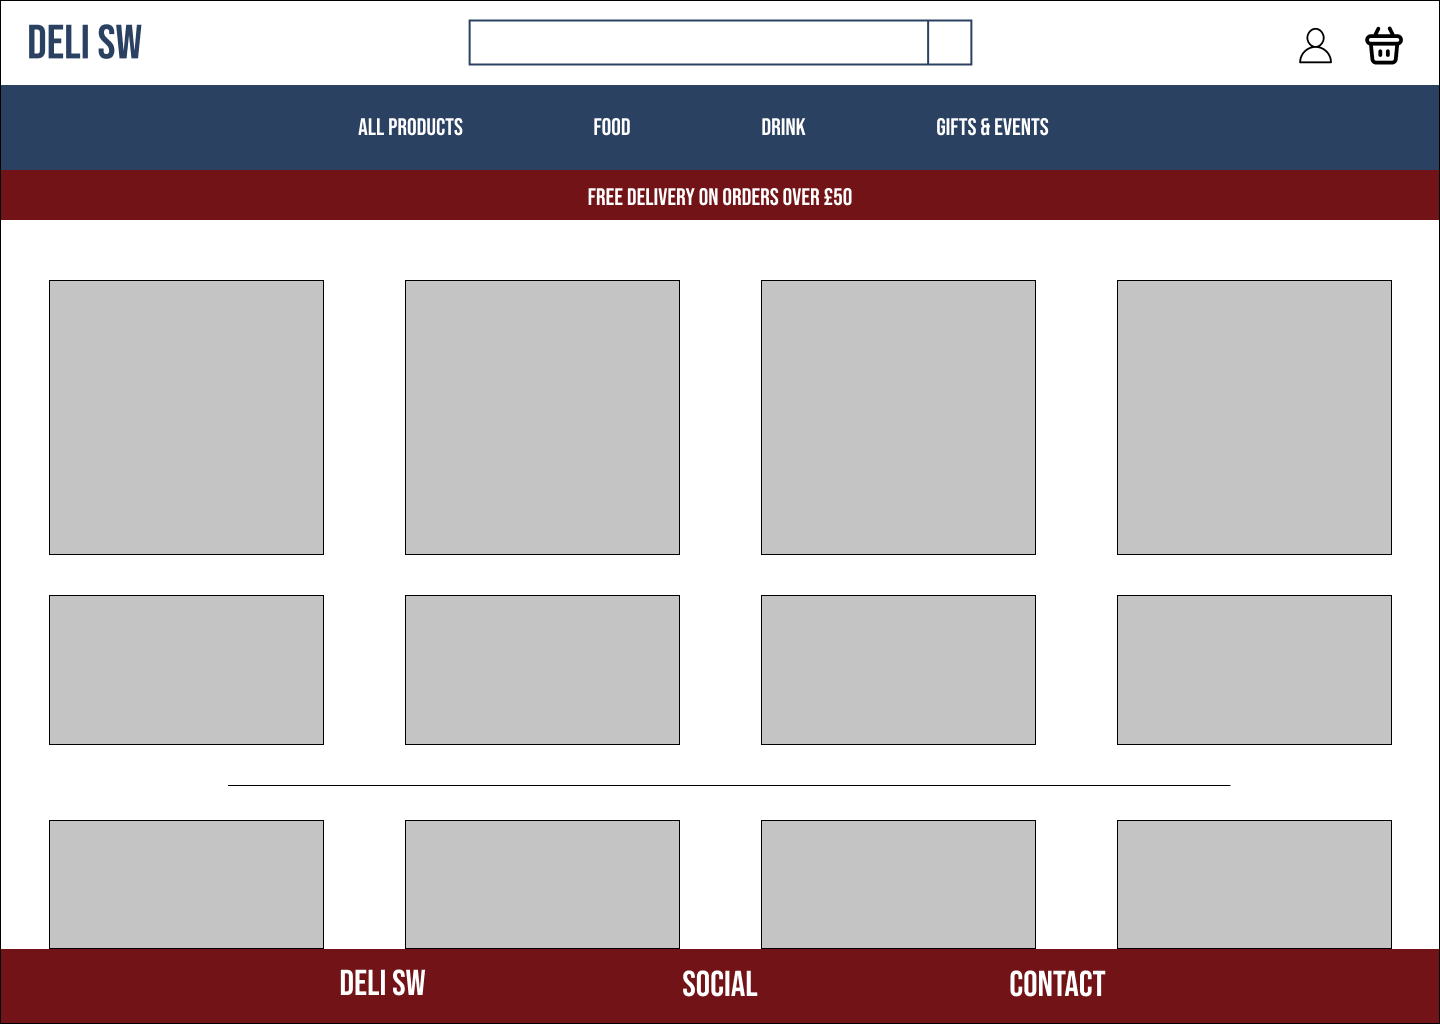 DELI SW
ALL PRODUCTS FOOD DRINK GIFTS & EVENTS
FREE DELIVERY ON ORDERS OVER £50
DELI SW SOCIAL CONTACT